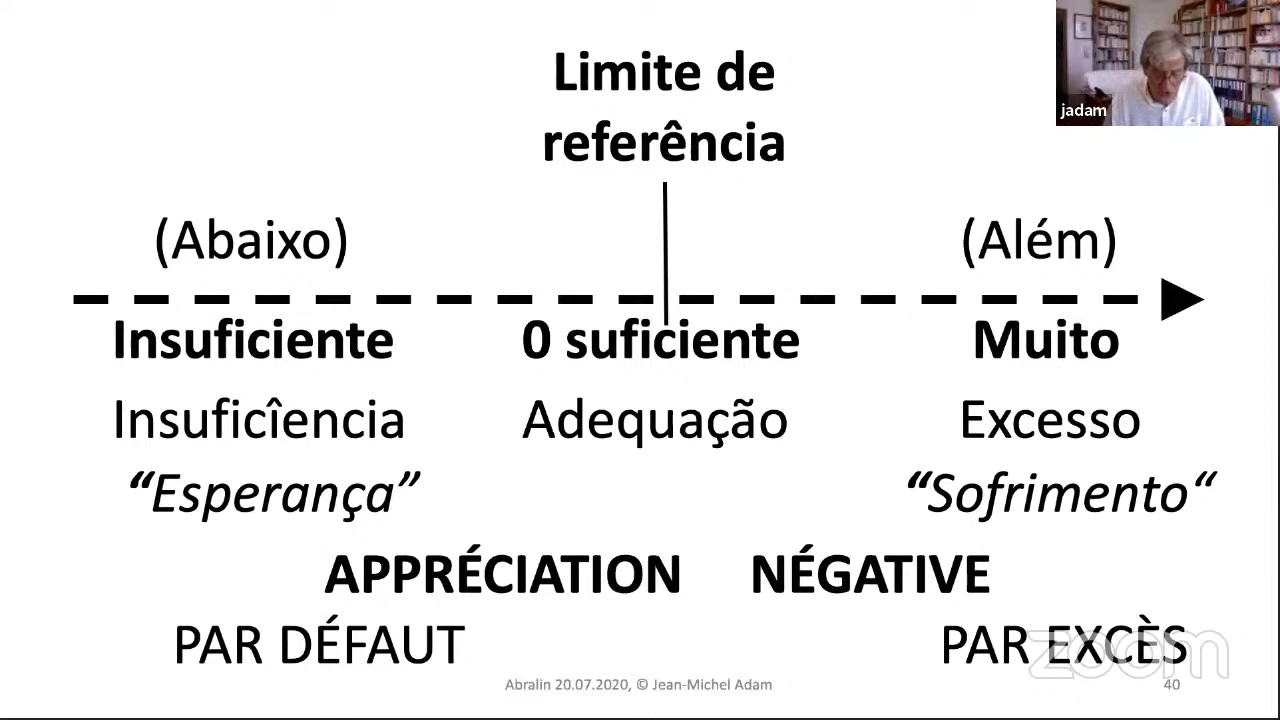 Limite de
referência
jadam
(Abaixo) (Além)
Insuficiente 0 suficiente Muito
Insuficîencia Adequação Excesso
“Esperança” “Sofrimento“
APPRÉCIATION NÉGATIVE
PAR DÉFAUT PAR EXCÈS
zoom
Abralin 20.07.2020, © Jean-Michel Adam 40